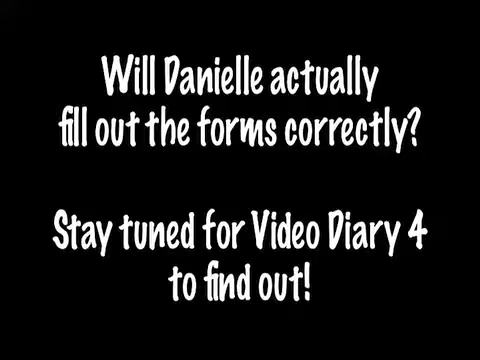 Will Danielle actually
fill out the forms correctly?
Stay tuned for Video Diary 4
to find out!